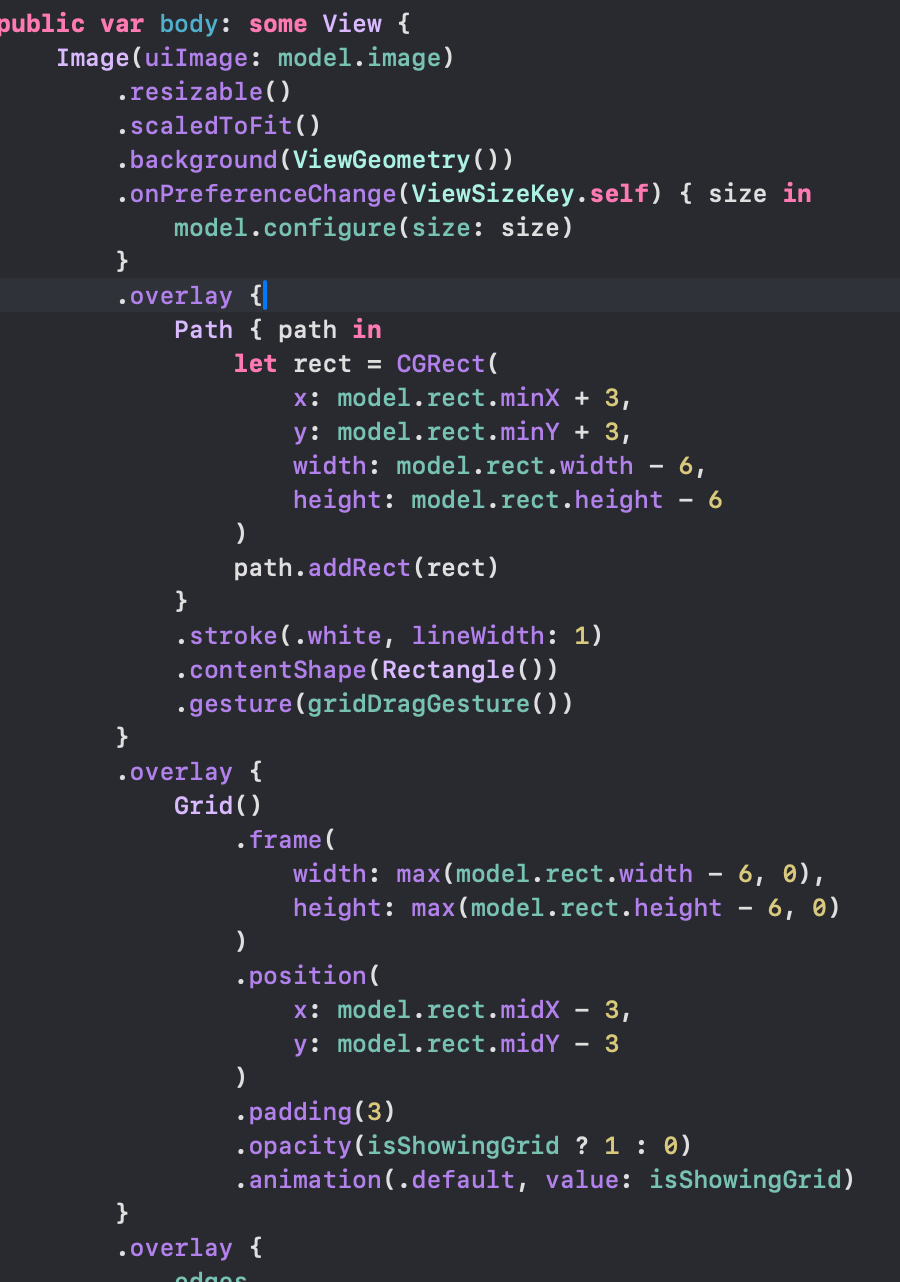 public var body: some View {
    Image(uiImage: model.image)
        .resizable()
        .scaledToFit()
        .background(ViewGeometry())
        .onPreferenceChange(ViewSizeKey.self) { size in
            model.configure(size: size)
        }
        .overlay {
            Path { path in
                let rect = CGRect(
                    x: model.rect.minX + 3,
                    y: model.rect.minY + 3,
                    width: model.rect.width - 6,
                    height: model.rect.height - 6
                )
                path.addRect(rect)
            }
            .stroke(.white, lineWidth: 1)
            .contentShape(Rectangle())
            .gesture(gridDragGesture())
        }
        .overlay {
            Grid()
                .frame(
                    width: max(model.rect.width - 6, 0),
                    height: max(model.rect.height - 6, 0)
                )
                .position(
                    x: model.rect.midX - 3,
                    y: model.rect.midY - 3
                )
                .padding(3)
                .opacity(isShowingGrid ? 1 : 0)
                .animation(.default, value: isShowingGrid)
        }
        .overlay {
            edges